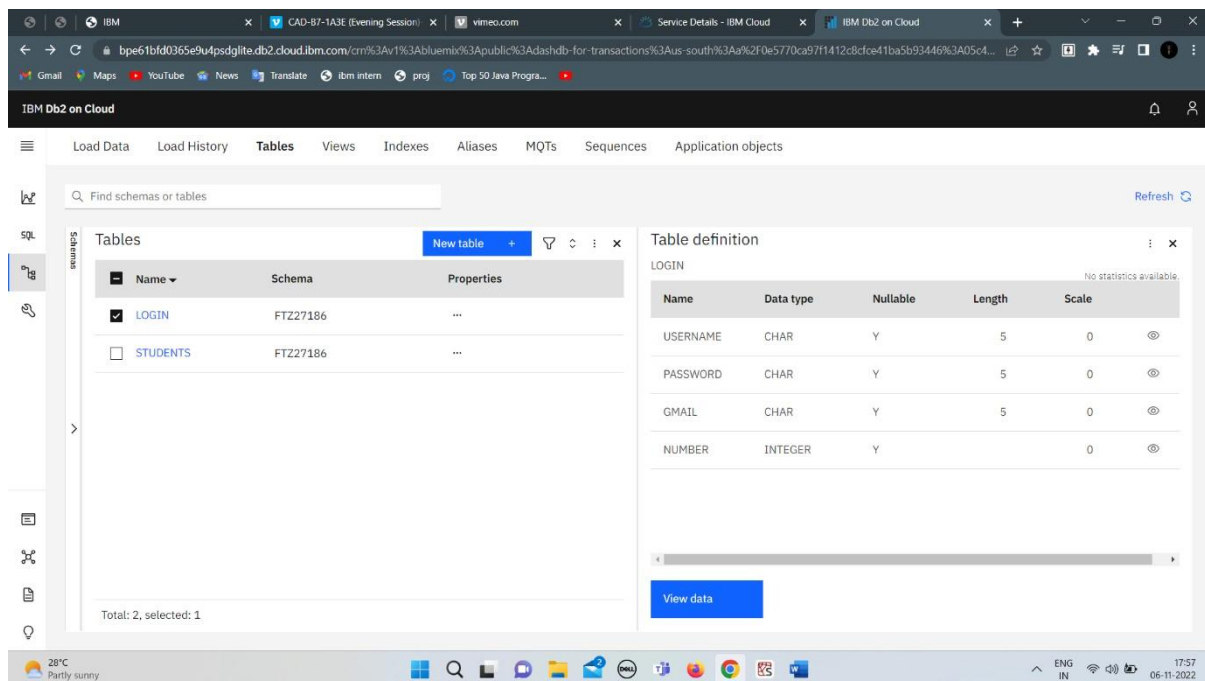 IBM
CAD-B7-1A3E (Evening Session)
vimeo.com
Service Details - IBM Cloud
IBM Db2 on Cloud
bpe61bfd0365e9u4psdglite.db2.cloud.ibm.com/crn%3Av1%3Abluemix%3Apublic%3Adashdb-for-transactions%3Aus-south%3Aa%2F0e5770ca97f1412c8cfce41ba5b93446%3A05c4...
Gmail Maps YouTube News Translate ibm intern proj Top 50 Java Progra...
IBM Db2 on Cloud
Load Data Load History Tables Views Indexes Aliases MQTs Sequences Application objects
Find schemas or tables
Refresh
SQL
Schemas
Tables
New table +
Name Schema Properties
LOGIN FTZ27186 ...
STUDENTS FTZ27186 ...
Total: 2, selected: 1
Table definition
LOGIN
No statistics available.
Name Data type Nullable Length Scale
USERNAME CHAR Y 5 0
PASSWORD CHAR Y 5 0
GMAIL CHAR Y 5 0
NUMBER INTEGER Y 0
View data
28°C
Partly sunny
ENG
IN
17:57
06-11-2022